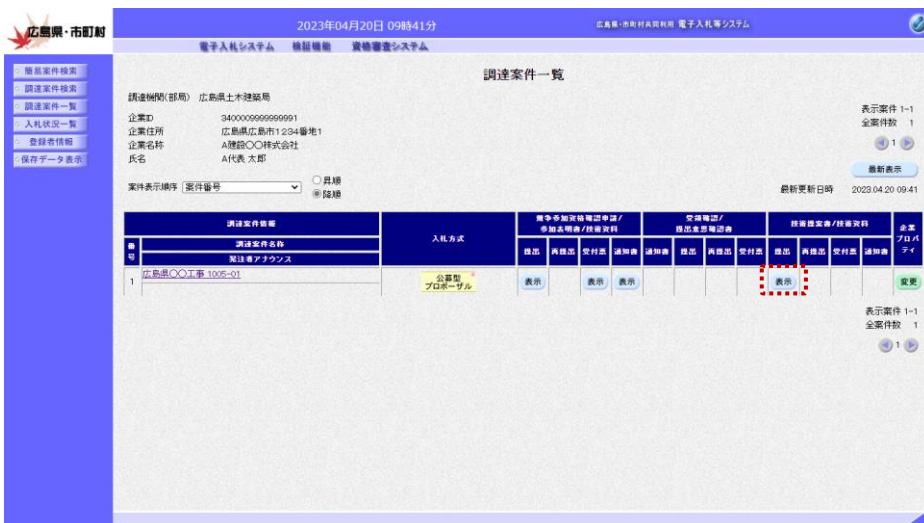 広島県・市町村
2023年04月20日 09時41分
広島県・市町村共同利用 電子入札等システム
電子入札システム 検証機能 資格審査システム
簡易案件検索
調達案件検索
調達案件一覧
入札状況一覧
登録者情報
保存データ表示
調達案件一覧
調達機関(部局) 広島県土木建築局
企業ID 3400009999999991
企業住所 広島県広島市1234番地1
企業名称 A建設〇〇株式会社
氏名 A代表 太郎
表示案件 1-1
全案件数 1
1
最新表示
案件表示順序 案件番号
昇順
降順
最新更新日時 2023.04.20 09:41
番号
調達案件情報
調達案件名称
発注者アナウンス
入札方式
競争参加資格確認申請/
参加表明書/技術資料
提出 再提出 受付票 通知書
受領確認/
提出意思確認書
通知書 提出 再提出 受付票
技術提案書/技術資料
提出 再提出 受付票 通知書
企業プロパティ
1 広島県〇〇工事 1005-01
公募型
プロポーザル
表示 表示 表示 表示 変更
表示案件 1-1
全案件数 1
1